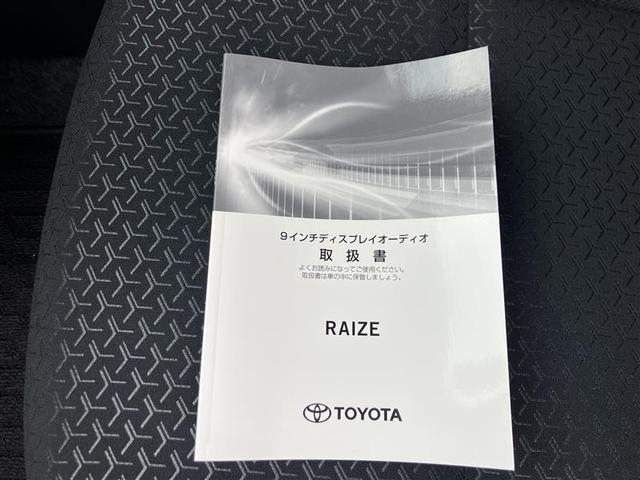 9インチディスプレイオーディオ
取扱書
よくお読みになってご使用ください。
取扱書は車の中に保管しましょう。
RAIZE
TOYOTA